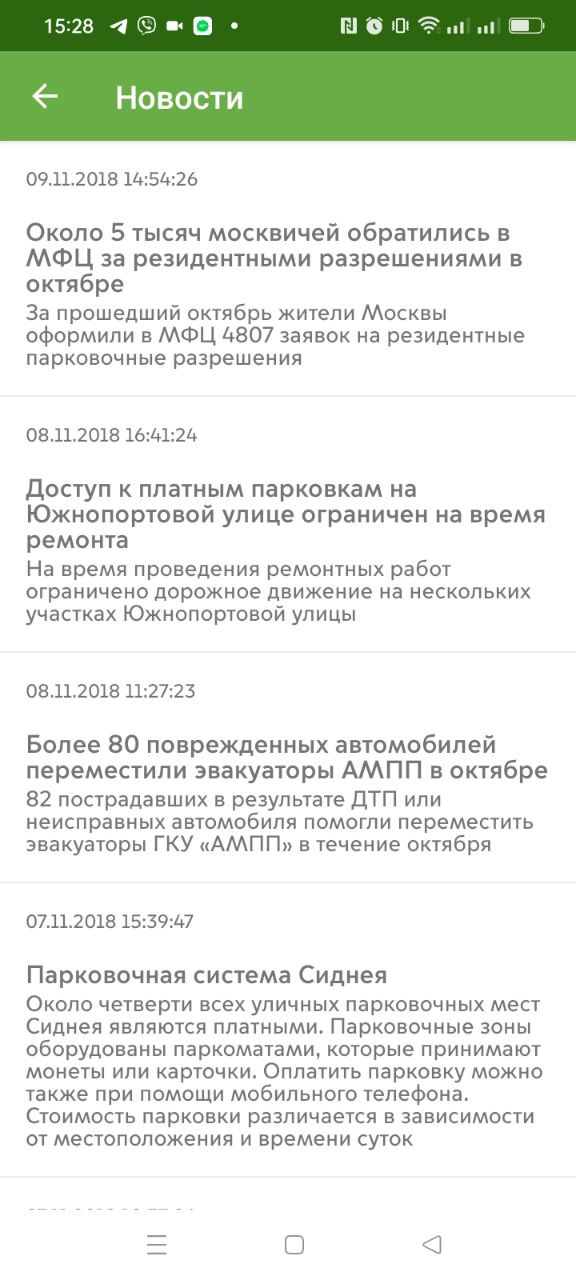 15:28
Новости
09.11.2018 14:54:26
Около 5 тысяч москвичей обратились в
МФЦ за резидентными разрешениями в
октябре
За прошедший октябрь жители Москвы
оформили в МФЦ 4807 заявок на резидентные
парковочные разрешения
08.11.2018 16:41:24
Доступ к платным парковкам на
Южнопортовой улице ограничен на время
ремонта
На время проведения ремонтных работ
ограничено дорожное движение на нескольких
участках Южнопортовой улицы
08.11.2018 11:27:23
Более 80 поврежденных автомобилей
переместили эвакуаторы АМПП в октябре
82 пострадавших в результате ДТП или
неисправных автомобиля помогли переместить
эвакуаторы ГКУ «АМПП» в течение октября
07.11.2018 15:39:47
Парковочная система Сиднея
Около четверти всех уличных парковочных мест
Сиднея являются платными. Парковочные зоны
оборудованы паркоматами, которые принимают
монеты или карточки. Оплатить парковку можно
также при помощи мобильного телефона.
Стоимость парковки различается в зависимости
от местоположения и времени суток